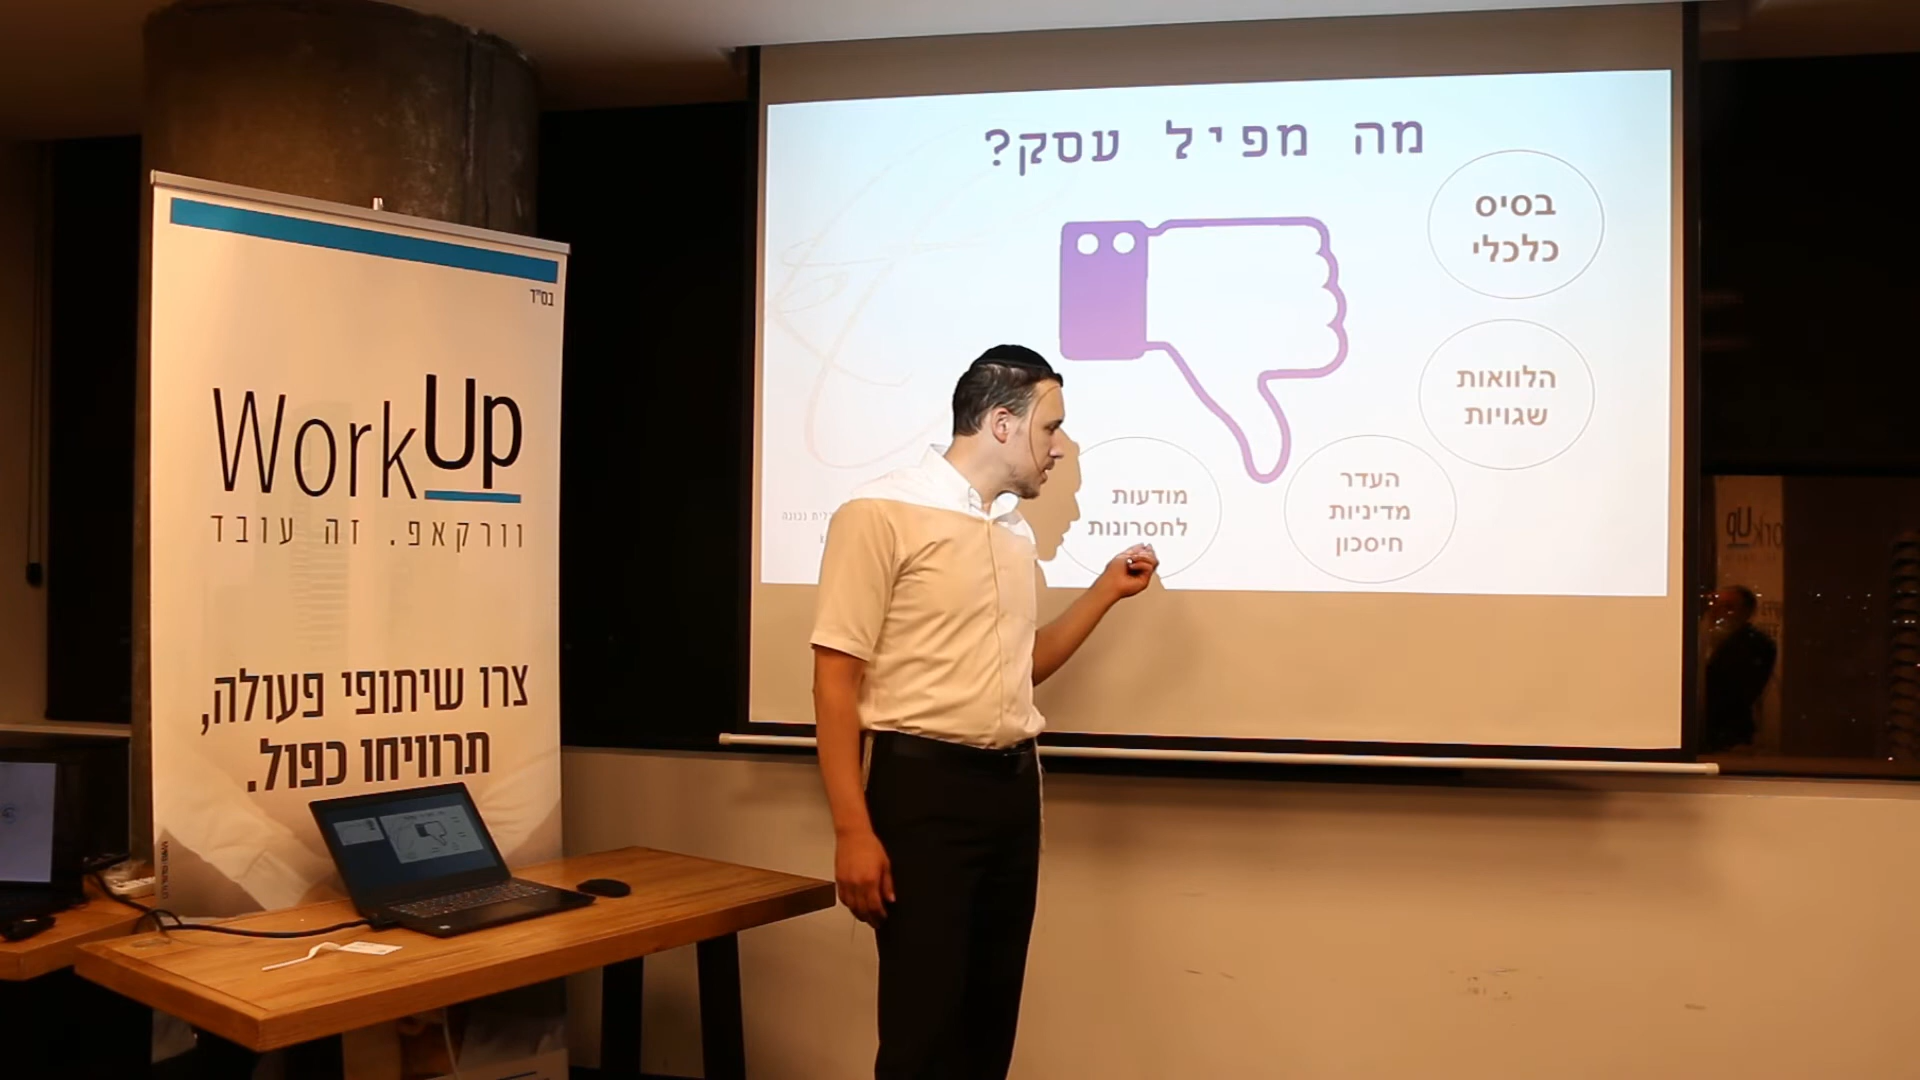 בס"ד
WorkUp
וורקאפ. זה עובד
צרו שיתופי פעולה,
תרוויחו כפול.
מה מפיל עסק?
בסיס
כלכלי
הלוואות
שגויות
העדר
מדיניות
חיסכון
מודעות
לחסרונות
נכונה